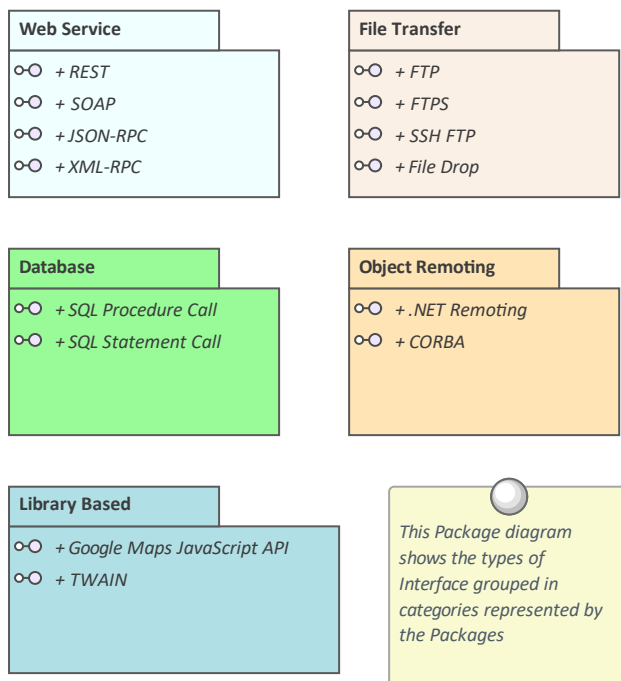 Web Service
+ REST
+ SOAP
+ JSON-RPC
+ XML-RPC
File Transfer
+ FTP
+ FTPS
+ SSH FTP
+ File Drop
Database
+ SQL Procedure Call
+ SQL Statement Call
Object Remoting
+ .NET Remoting
+ CORBA
Library Based
+ Google Maps JavaScript API
+ TWAIN
This Package diagram
shows the types of
Interface grouped in
categories represented by
the Packages